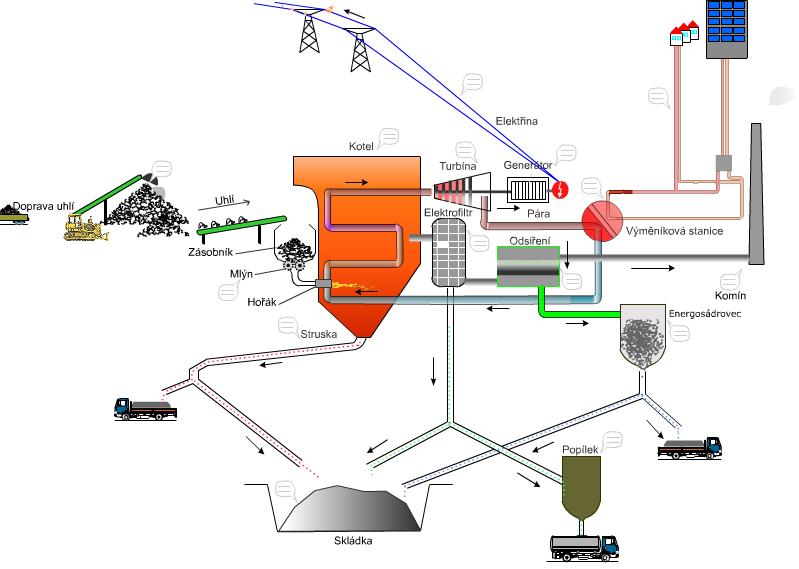 Elektřina
Kotel
Turbína
Generátor
Doprava uhlí
Uhlí
Elektrofiltr
Pára
Výměníková stanice
Odsíření
Zásobník
Mlýn
Hořák
Komín
Energosádrovec
Struska
Popílek
Skládka